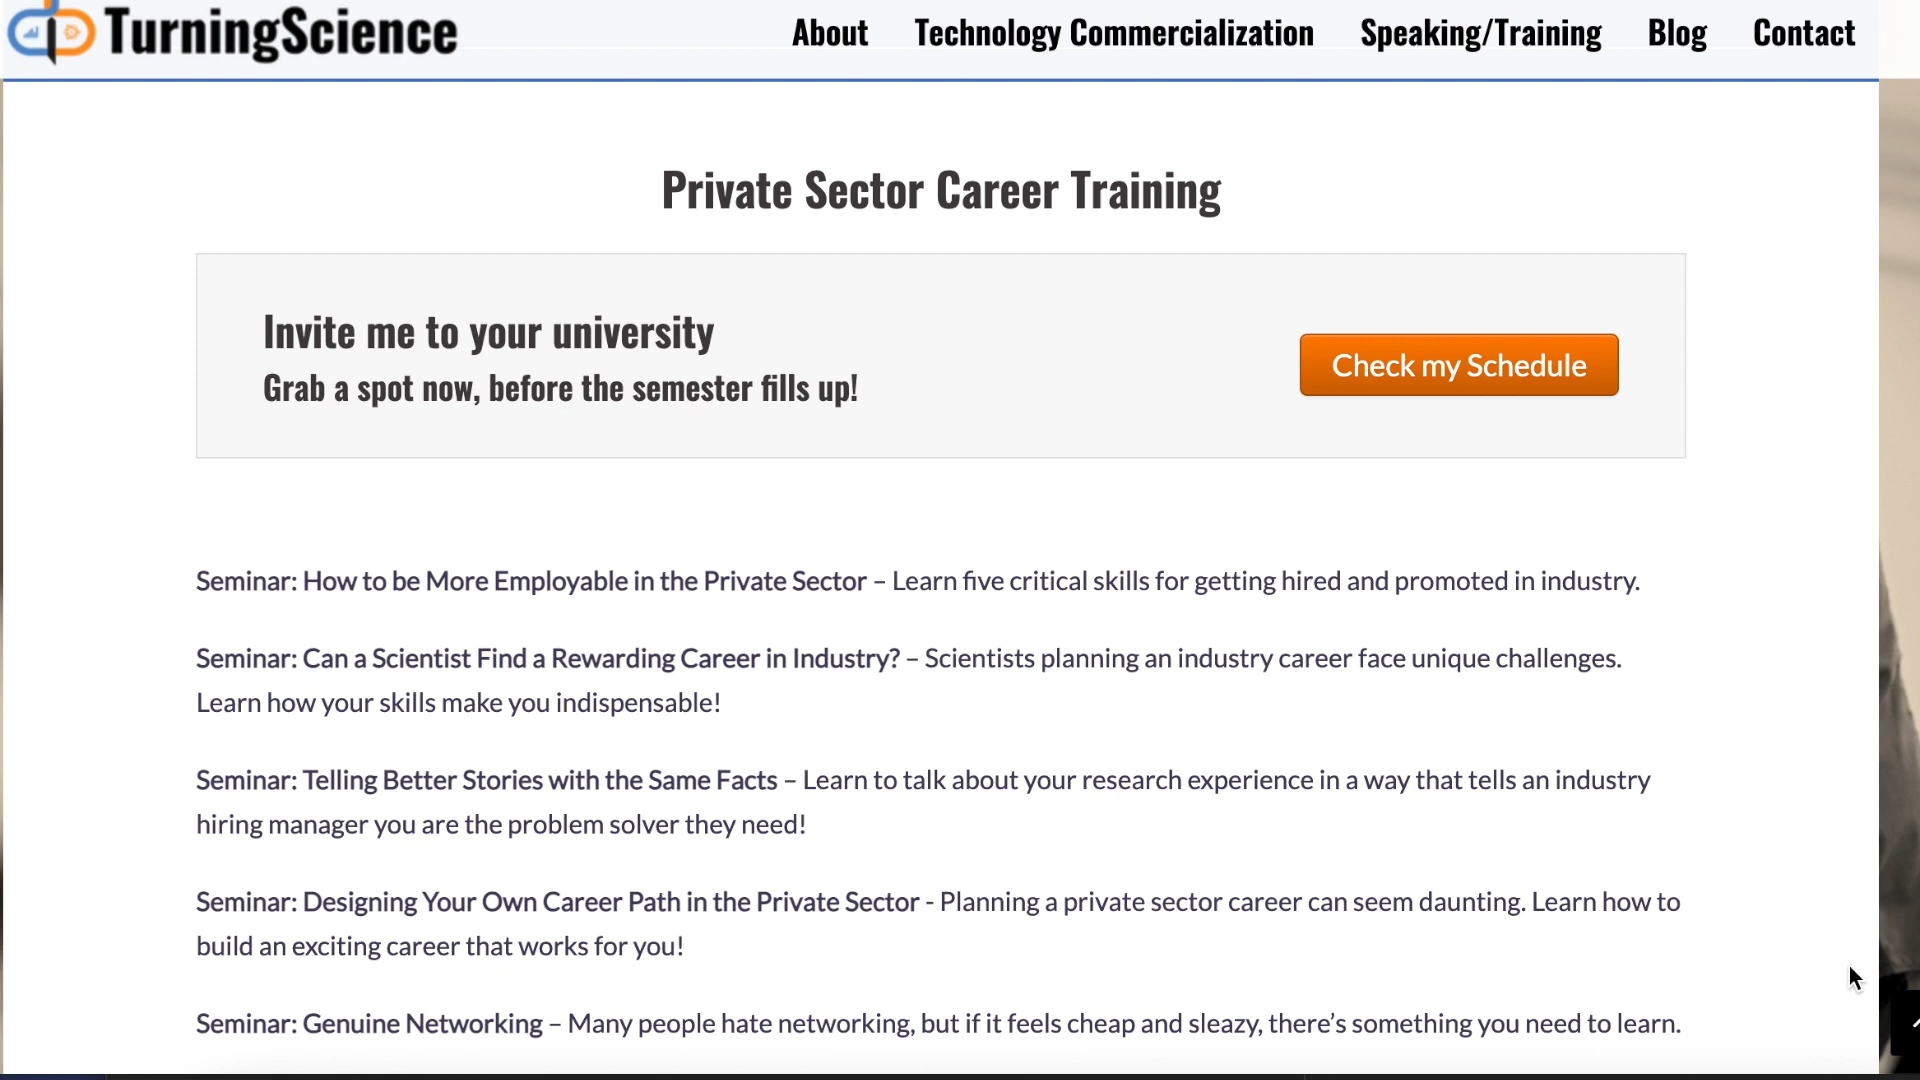 TurningScience
About Technology Commercialization Speaking/Training Blog Contact
Private Sector Career Training
Invite me to your university
Grab a spot now, before the semester fills up!
Check my Schedule
Seminar: How to be More Employable in the Private Sector – Learn five critical skills for getting hired and promoted in industry.
Seminar: Can a Scientist Find a Rewarding Career in Industry? – Scientists planning an industry career face unique challenges.
Learn how your skills make you indispensable!
Seminar: Telling Better Stories with the Same Facts – Learn to talk about your research experience in a way that tells an industry
hiring manager you are the problem solver they need!
Seminar: Designing Your Own Career Path in the Private Sector - Planning a private sector career can seem daunting. Learn how to
build an exciting career that works for you!
Seminar: Genuine Networking – Many people hate networking, but if it feels cheap and sleazy, there’s something you need to learn.